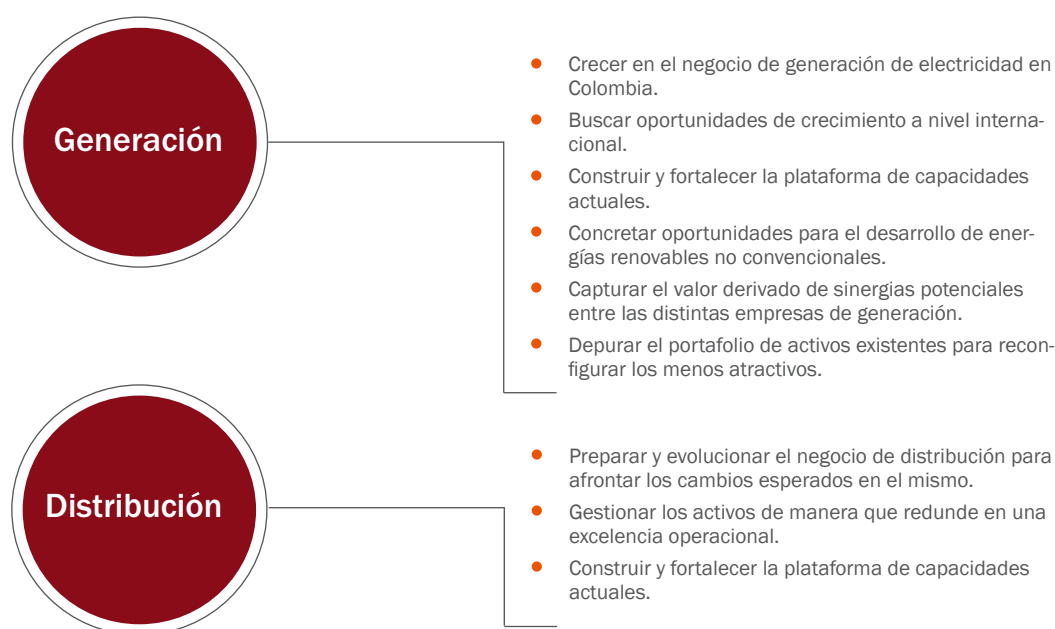 Generación
Crecer en el negocio de generación de electricidad en
Colombia.
Buscar oportunidades de crecimiento a nivel interna-
cional.
Construir y fortalecer la plataforma de capacidades
actuales.
Concretar oportunidades para el desarrollo de ener-
gías renovables no convencionales.
Capturar el valor derivado de sinergias potenciales
entre las distintas empresas de generación.
Depurar el portafolio de activos existentes para recon-
figurar los menos atractivos.
Distribución
Preparar y evolucionar el negocio de distribución para
afrontar los cambios esperados en el mismo.
Gestionar los activos de manera que redunde en una
excelencia operacional.
Construir y fortalecer la plataforma de capacidades
actuales.